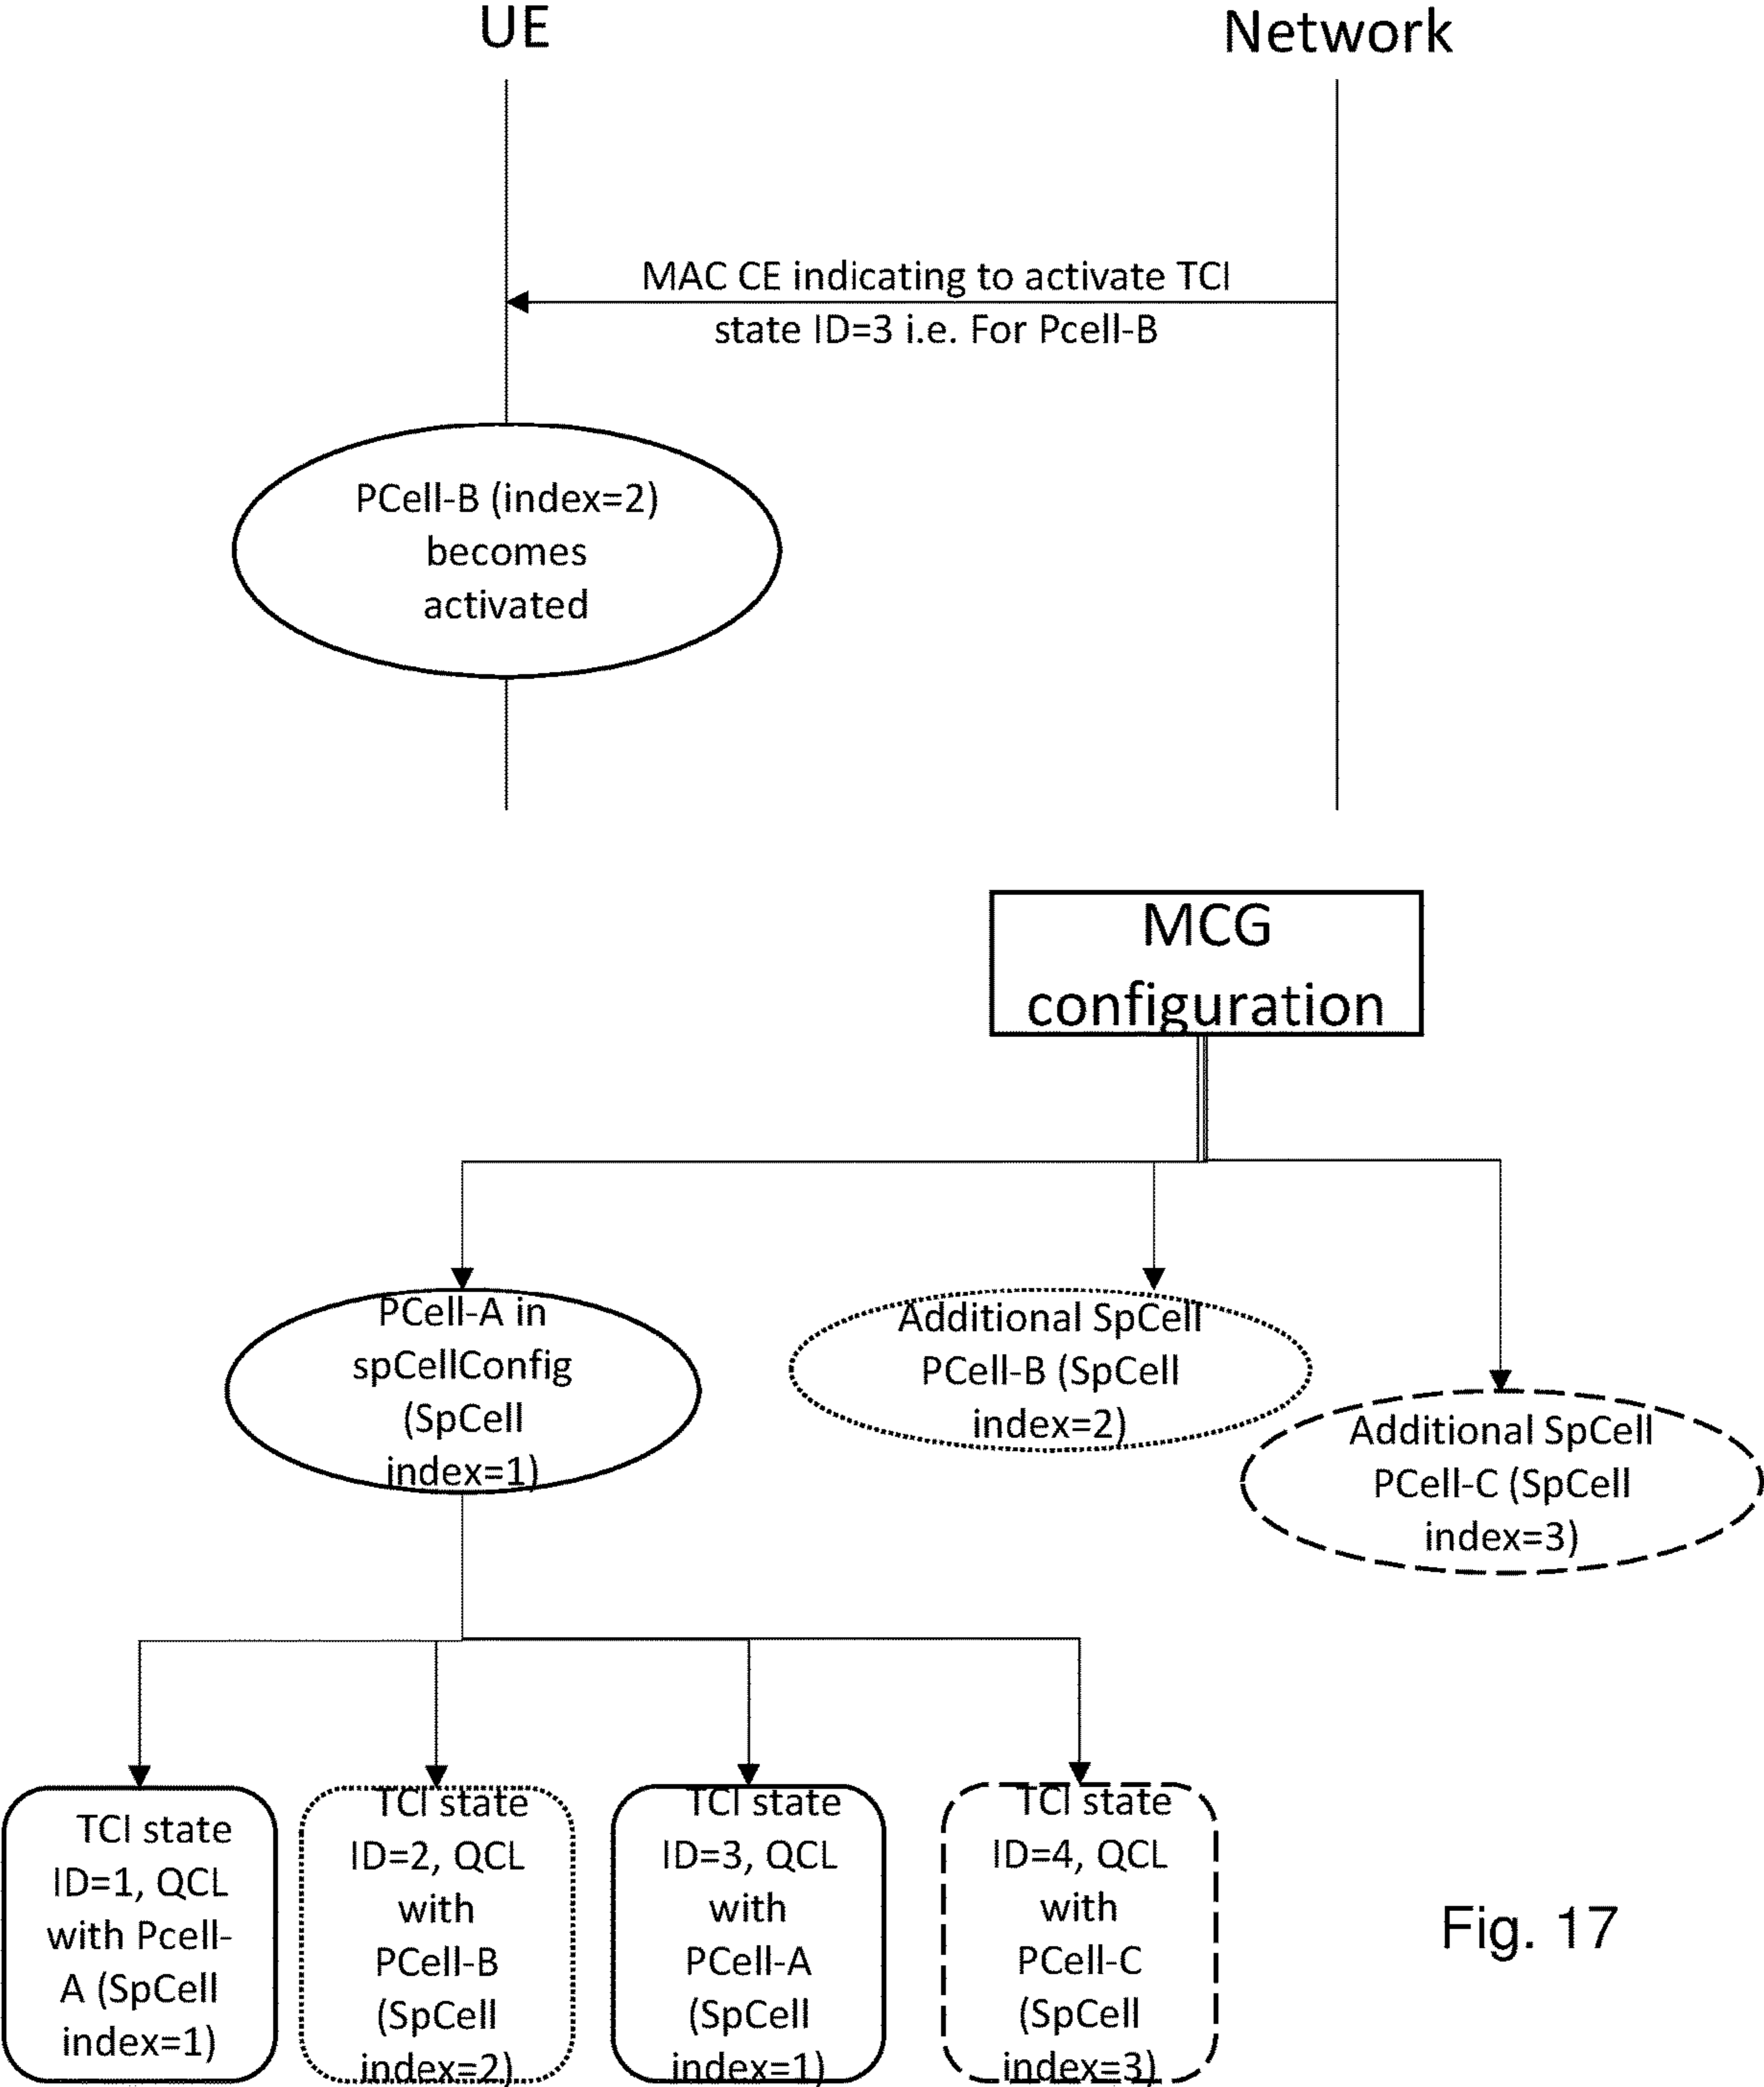 UE
Network
MAC CE indicating to activate TCI
state ID=3 i.e. For Pcell-B
PCell-B (index=2)
becomes
activated
MCG
configuration
PCell-A in
spCellConfig
(SpCell
index=1)
Additional SpCell
PCell-B (SpCell
index=2)
Additional SpCell
PCell-C (SpCell
index=3)
TCI state
ID=1, QCL
with Pcell-
A (SpCell
index=1)
TCI state
ID=2, QCL
with
PCell-B
(SpCell
index=2)
TCI state
ID=3, QCL
with
PCell-A
(SpCell
index=1)
TCI state
ID=4, QCL
with
PCell-C
(SpCell
index=3)
Fig. 17